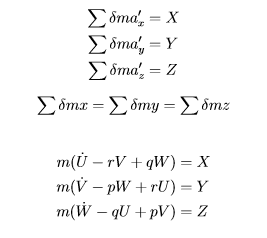 ∑ δma′ₓ = X
∑ δma′ᵧ = Y
∑ δma′_z = Z
∑ δmx = ∑ δmy = ∑ δmz
m(U̇ − rV + qW) = X
m(V̇ − pW + rU) = Y
m(Ẇ − qU + pV) = Z